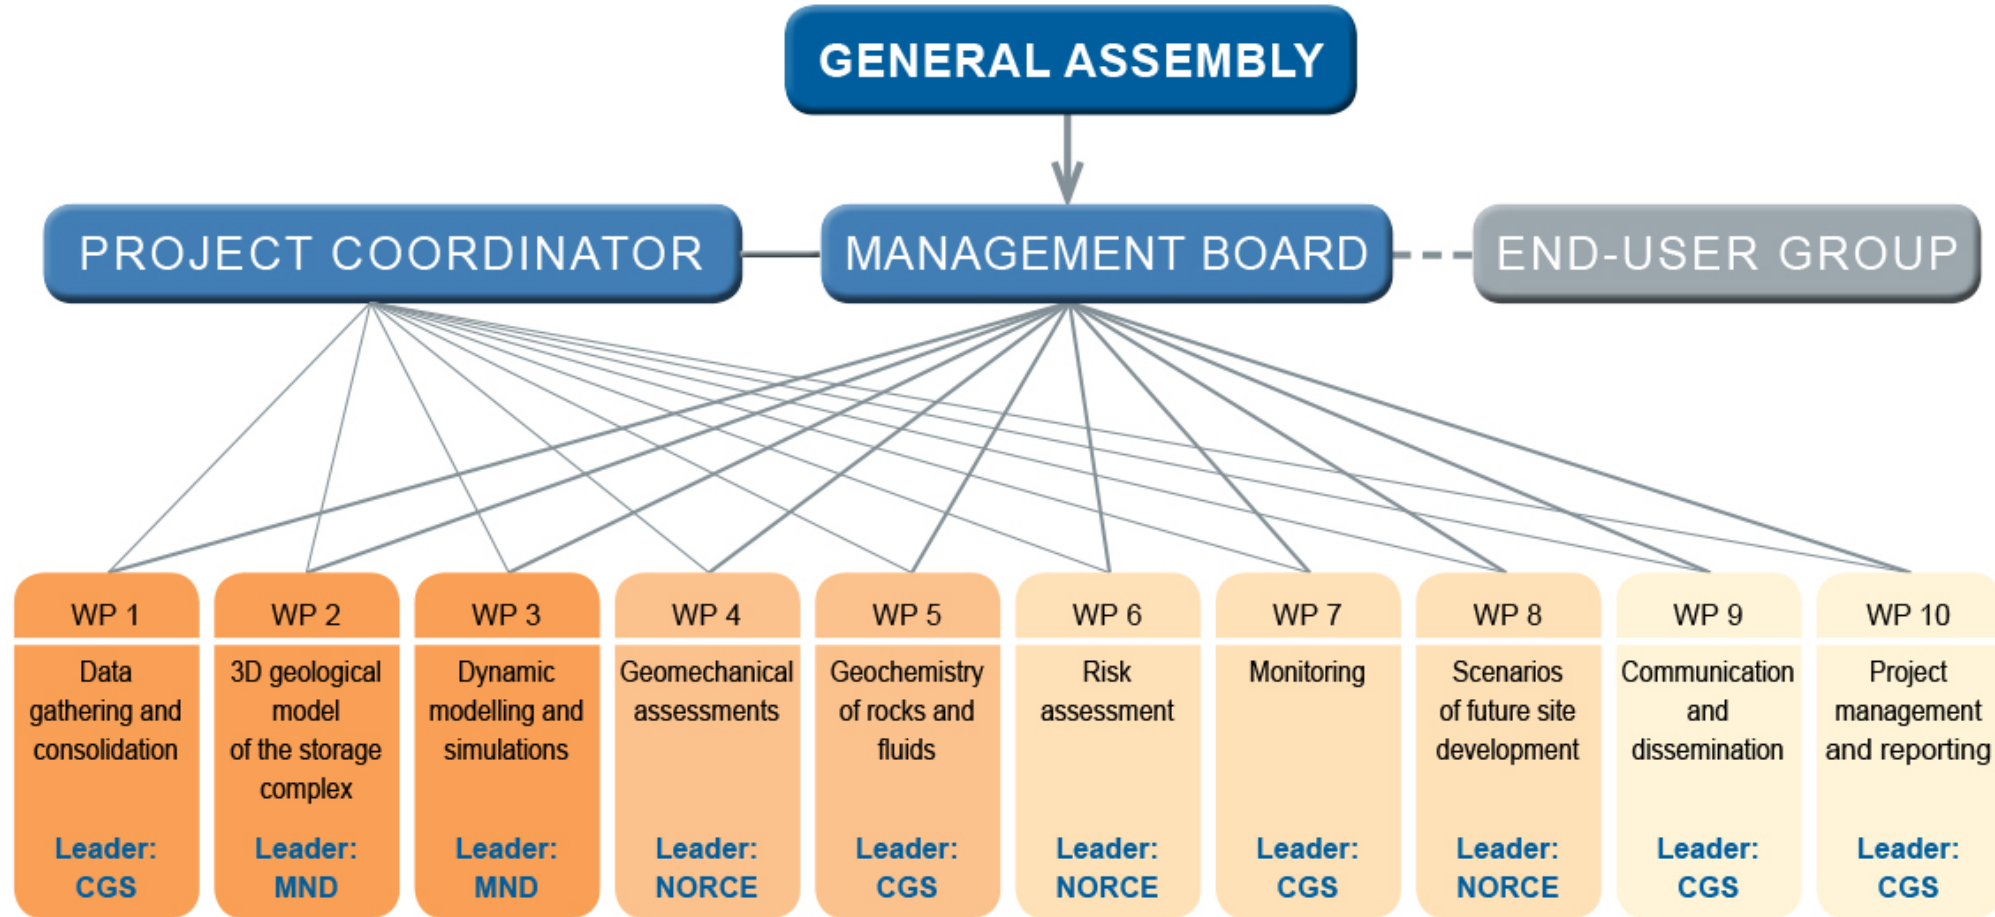 GENERAL ASSEMBLY
PROJECT COORDINATOR
MANAGEMENT BOARD
END-USER GROUP
WP 1
Data
gathering and
consolidation
Leader:
CGS
WP 2
3D geological
model
of the storage
complex
Leader:
MND
WP 3
Dynamic
modelling and
simulations
Leader:
MND
WP 4
Geomechanical
assessments
Leader:
NORCE
WP 5
Geochemistry
of rocks and
fluids
Leader:
CGS
WP 6
Risk
assessment
Leader:
NORCE
WP 7
Monitoring
Leader:
CGS
WP 8
Scenarios
of future site
development
Leader:
NORCE
WP 9
Communication
and
dissemination
Leader:
CGS
WP 10
Project
management
and reporting
Leader:
CGS